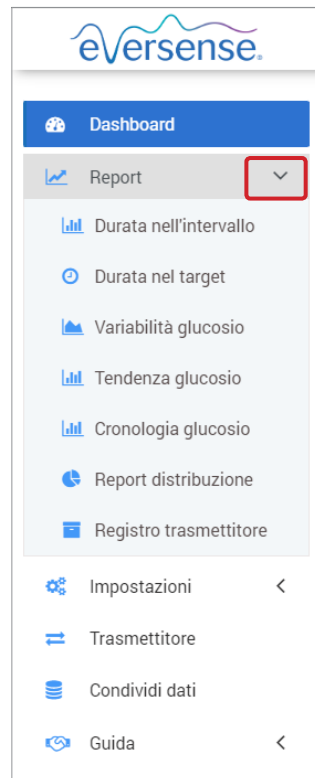 eversense.
Dashboard
Report
Durata nell'intervallo
Durata nel target
Variabilità glucosio
Tendenza glucosio
Cronologia glucosio
Report distribuzione
Registro trasmettitore
Impostazioni
Trasmettitore
Condividi dati
Guida